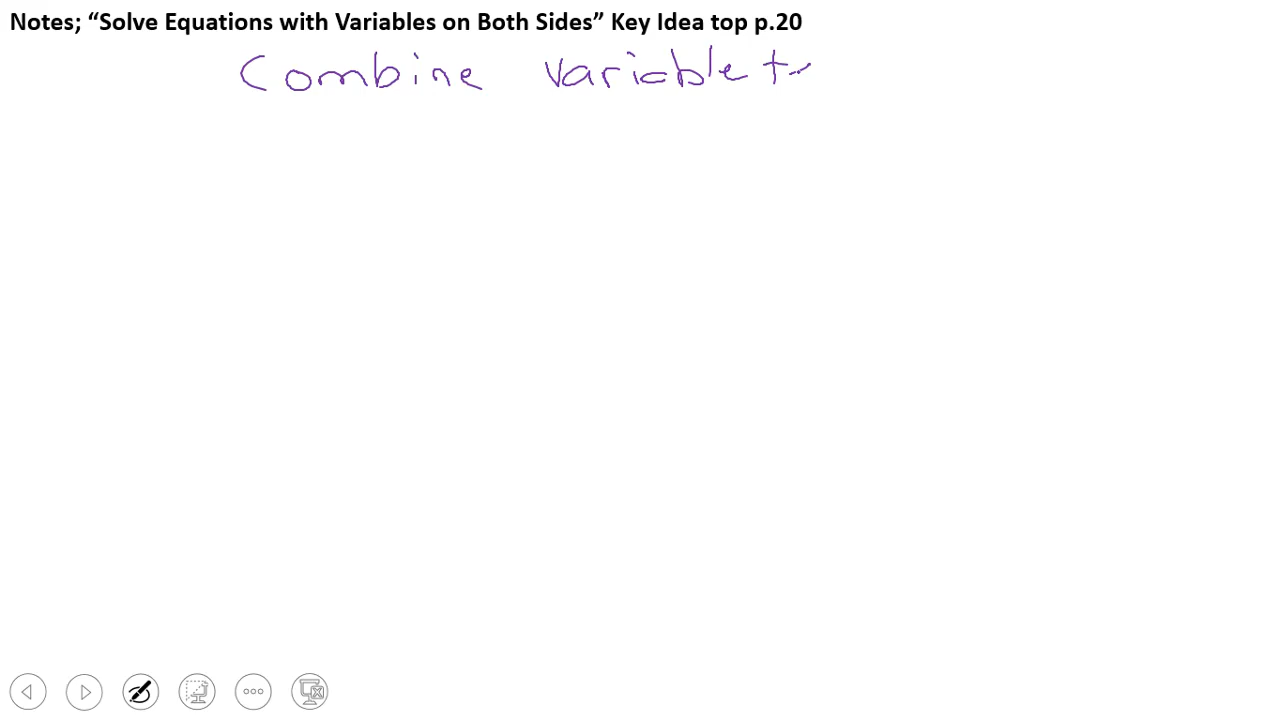 Notes; “Solve Equations with Variables on Both Sides” Key Idea top p.20
Combine variable